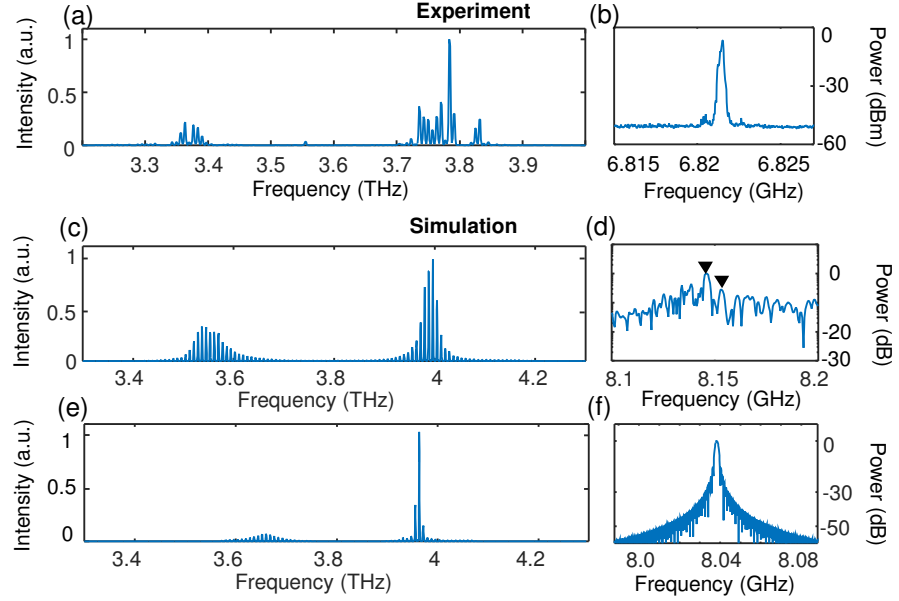 Experiment
(a)
Intensity (a.u.)
1
0.5
0
3.3 3.4 3.5 3.6 3.7 3.8 3.9
Frequency (THz)
(b)
0
-30
-60
Power (dBm)
6.815 6.82 6.825
Frequency (GHz)
Simulation
(c)
Intensity (a.u.)
1
0.5
0
3.4 3.6 3.8 4 4.2
Frequency (THz)
(d)
0
-20
-30
Power (dB)
8.1 8.15 8.2
Frequency (GHz)
(e)
Intensity (a.u.)
1
0.5
0
3.4 3.6 3.8 4 4.2
Frequency (THz)
(f)
0
-30
-50
Power (dB)
8.0 8.04 8.08
Frequency (GHz)